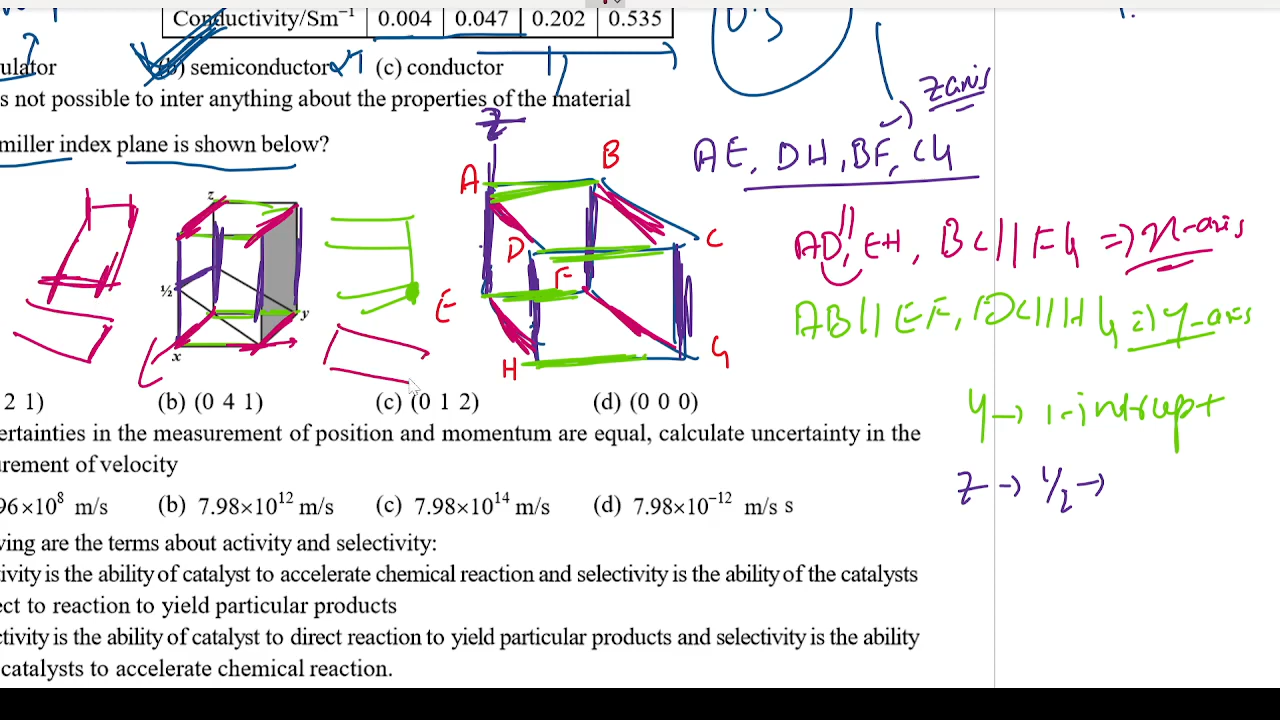 Conductivity/Sm⁻¹ 0.004 0.047 0.202 0.535
0.5
ulator (b) semiconductor (c) conductor
s not possible to inter anything about the properties of the material
z axis
Z
miller index plane is shown below?
AE, DH, BF, CG
A B
D C
E F
H G
z
½
y
x
AD || EH, BC || FG ⇒ x-axis
AB || EF, DC || HG ⇒ y-axis
2 1) (b) (0 4 1) (c) (0 1 2) (d) (0 0 0)
y → 1-intrupt
ertainties in the measurement of position and momentum are equal, calculate uncertainty in the
urement of velocity
Z → 1/2 →
96×10⁸ m/s (b) 7.98×10¹² m/s (c) 7.98×10¹⁴ m/s (d) 7.98×10⁻¹² m/s s
ving are the terms about activity and selectivity:
ivity is the ability of catalyst to accelerate chemical reaction and selectivity is the ability of the catalysts
ect to reaction to yield particular products
ctivity is the ability of catalyst to direct reaction to yield particular products and selectivity is the ability
catalysts to accelerate chemical reaction.